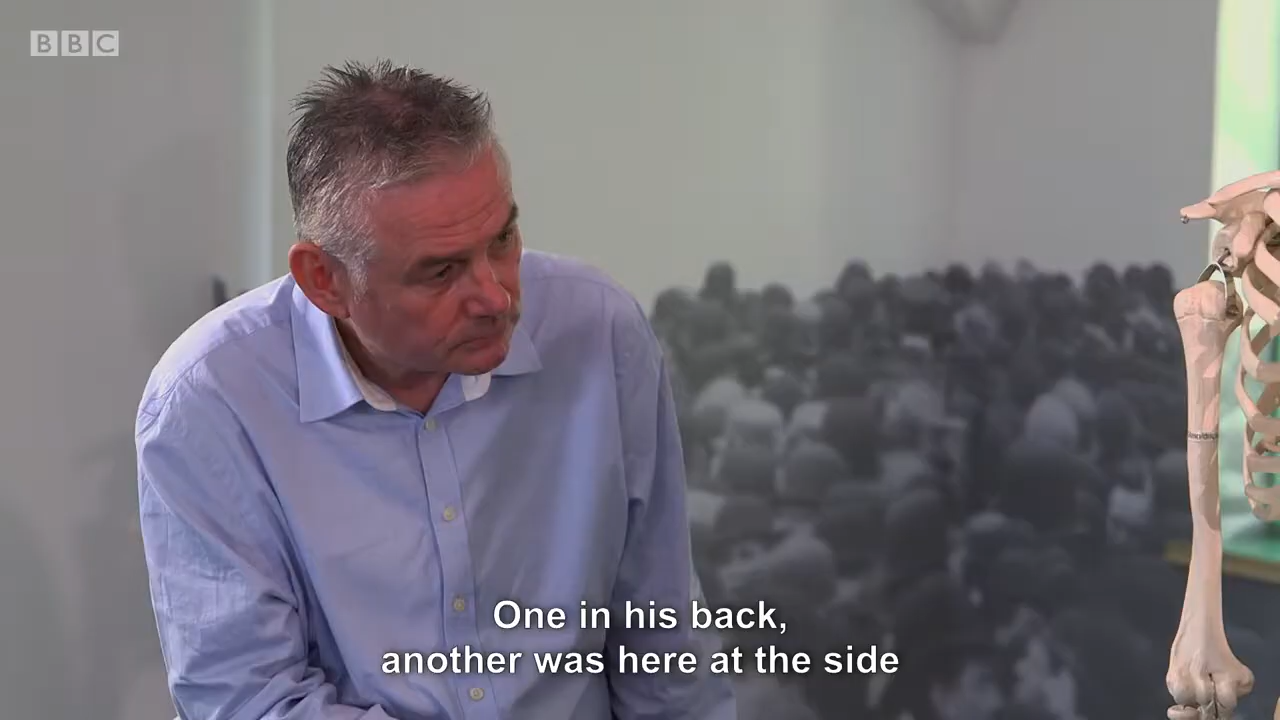 BBC
One in his back,
another was here at the side